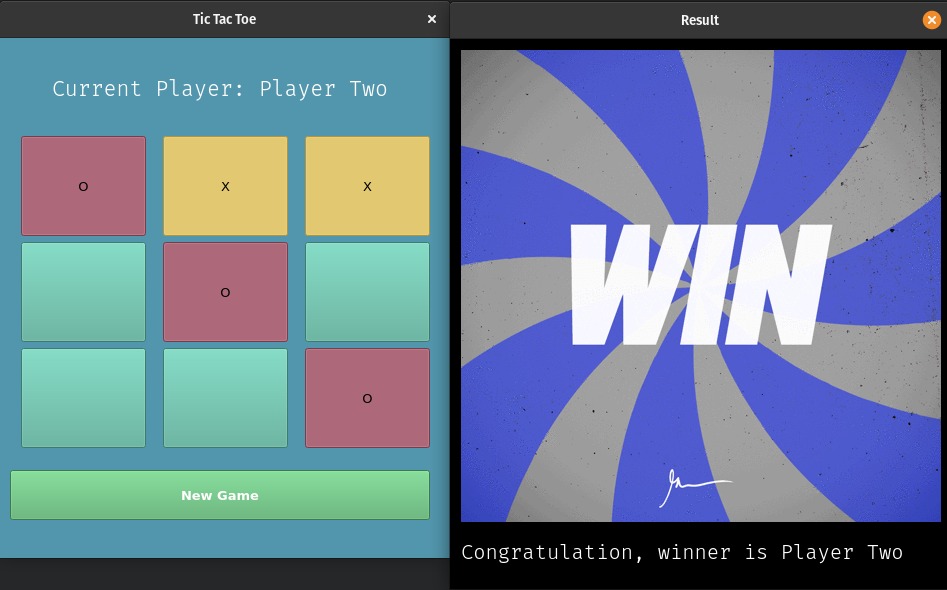 Tic Tac Toe
Current Player: Player Two
O X X
O
O
New Game
Result
WIN
Congratulation, winner is Player Two